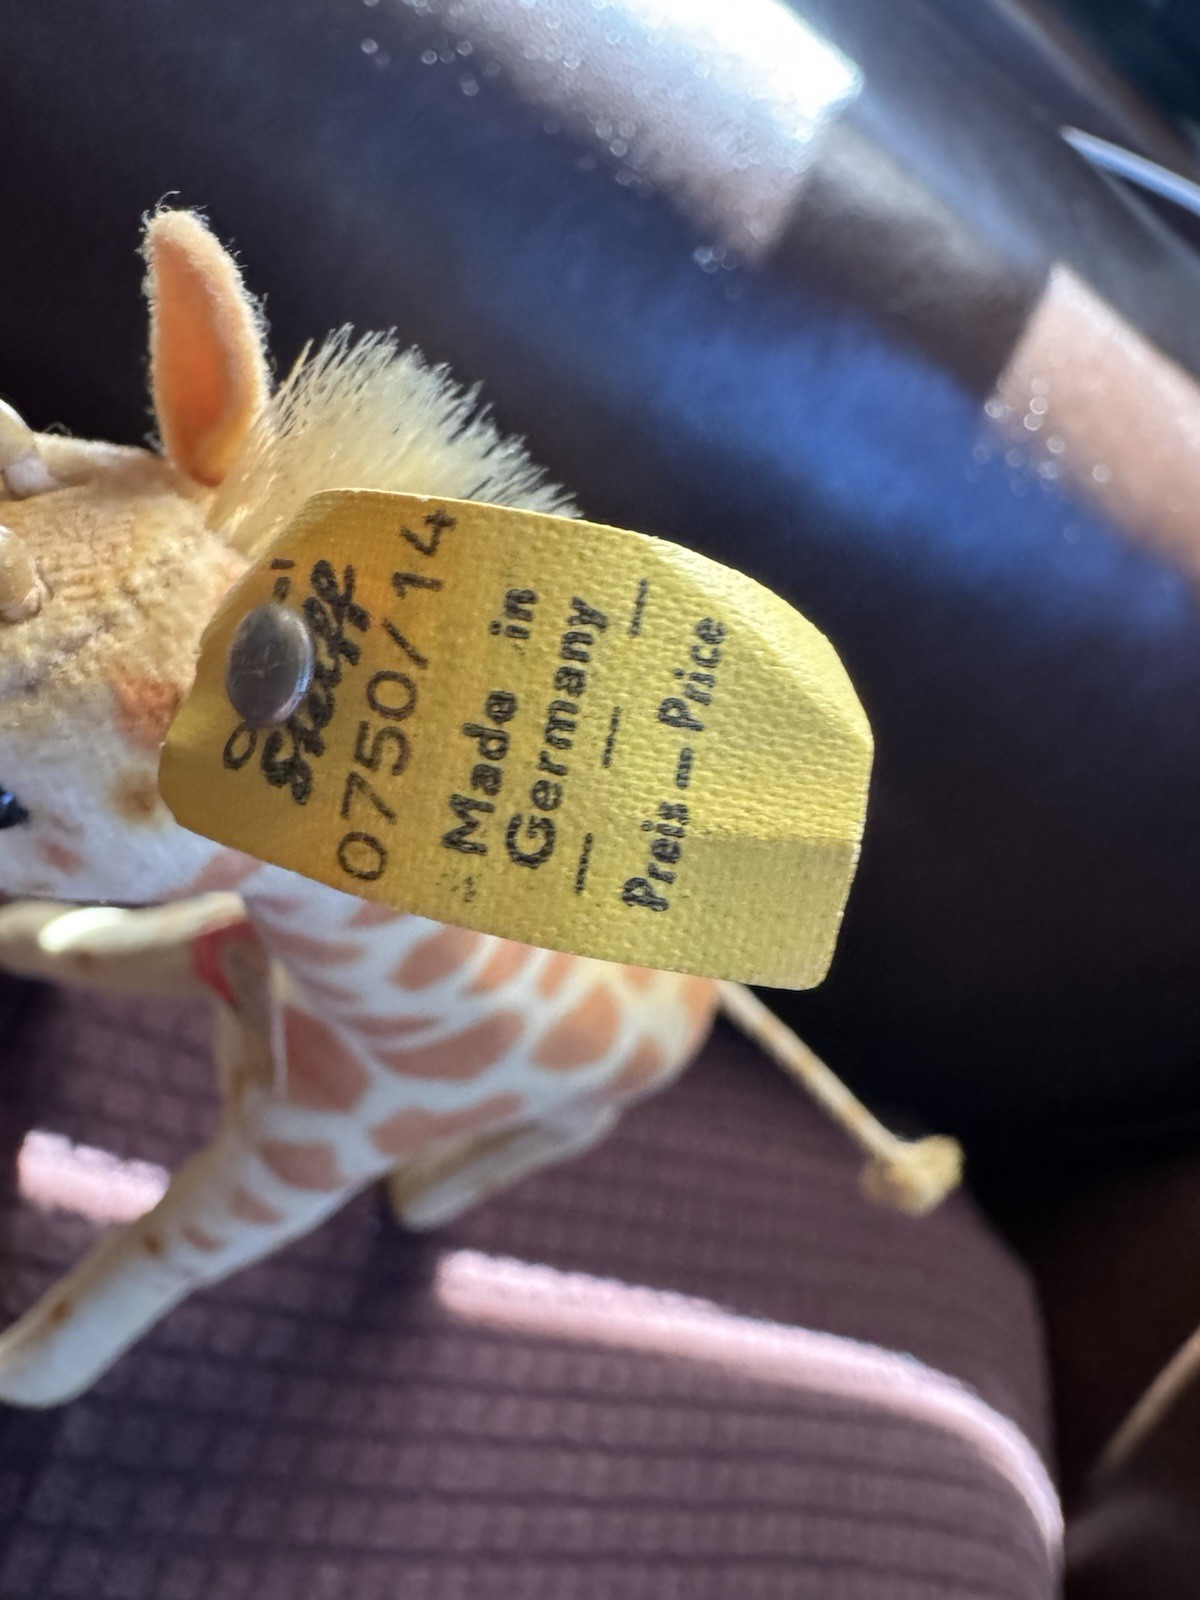 Steiff
0750/14
Made in
Germany
— — —
Preis — Price